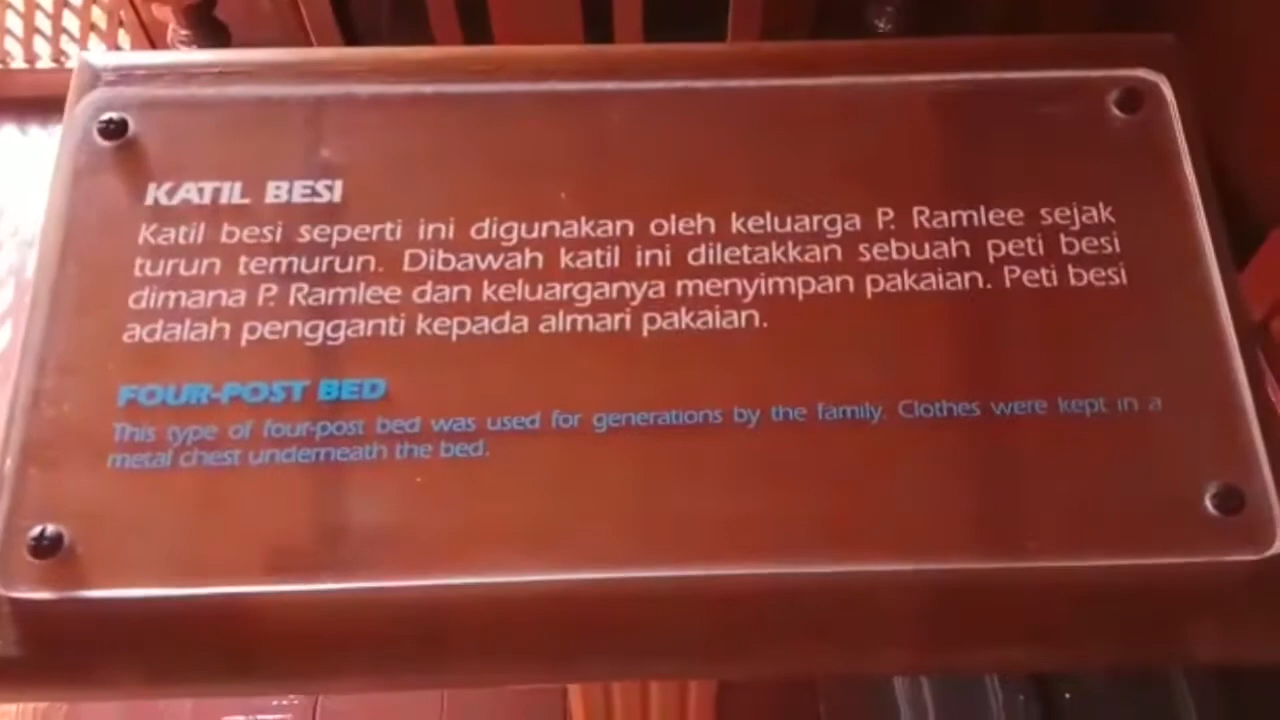 KATIL BESI
Katil besi seperti ini digunakan oleh keluarga P. Ramlee sejak
turun temurun. Dibawah katil ini diletakkan sebuah peti besi
dimana P. Ramlee dan keluarganya menyimpan pakaian. Peti besi
adalah pengganti kepada almari pakaian.
FOUR-POST BED
This type of four-post bed was used for generations by the family. Clothes were kept in a
metal chest underneath the bed.